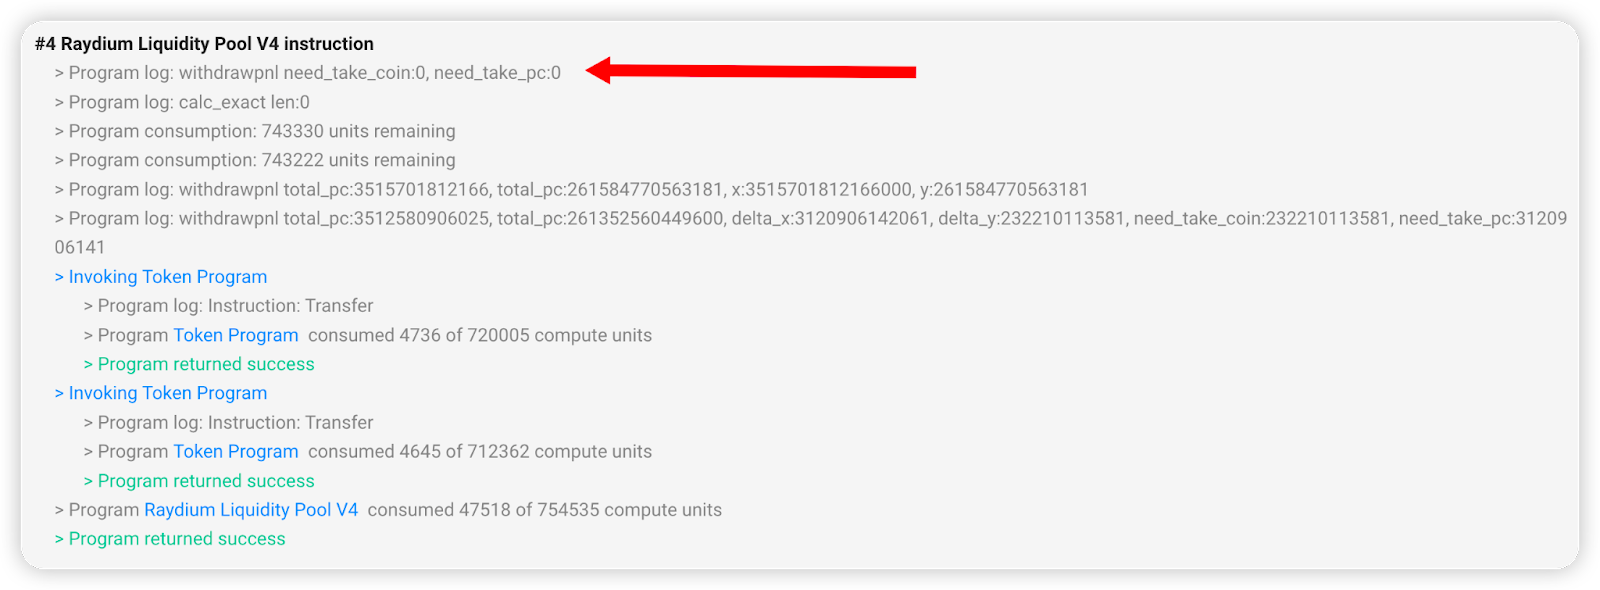 #4 Raydium Liquidity Pool V4 instruction
> Program log: withdrawpnl need_take_coin:0, need_take_pc:0
> Program log: calc_exact len:0
> Program consumption: 743330 units remaining
> Program consumption: 743222 units remaining
> Program log: withdrawpnl total_pc:3515701812166, total_pc:261584770563181, x:3515701812166000, y:261584770563181
> Program log: withdrawpnl total_pc:3512580906025, total_pc:261352560449600, delta_x:3120906142061, delta_y:232210113581, need_take_coin:232210113581, need_take_pc:31209
06141
> Invoking Token Program
> Program log: Instruction: Transfer
> Program Token Program consumed 4736 of 720005 compute units
> Program returned success
> Invoking Token Program
> Program log: Instruction: Transfer
> Program Token Program consumed 4645 of 712362 compute units
> Program returned success
> Program Raydium Liquidity Pool V4 consumed 47518 of 754535 compute units
> Program returned success